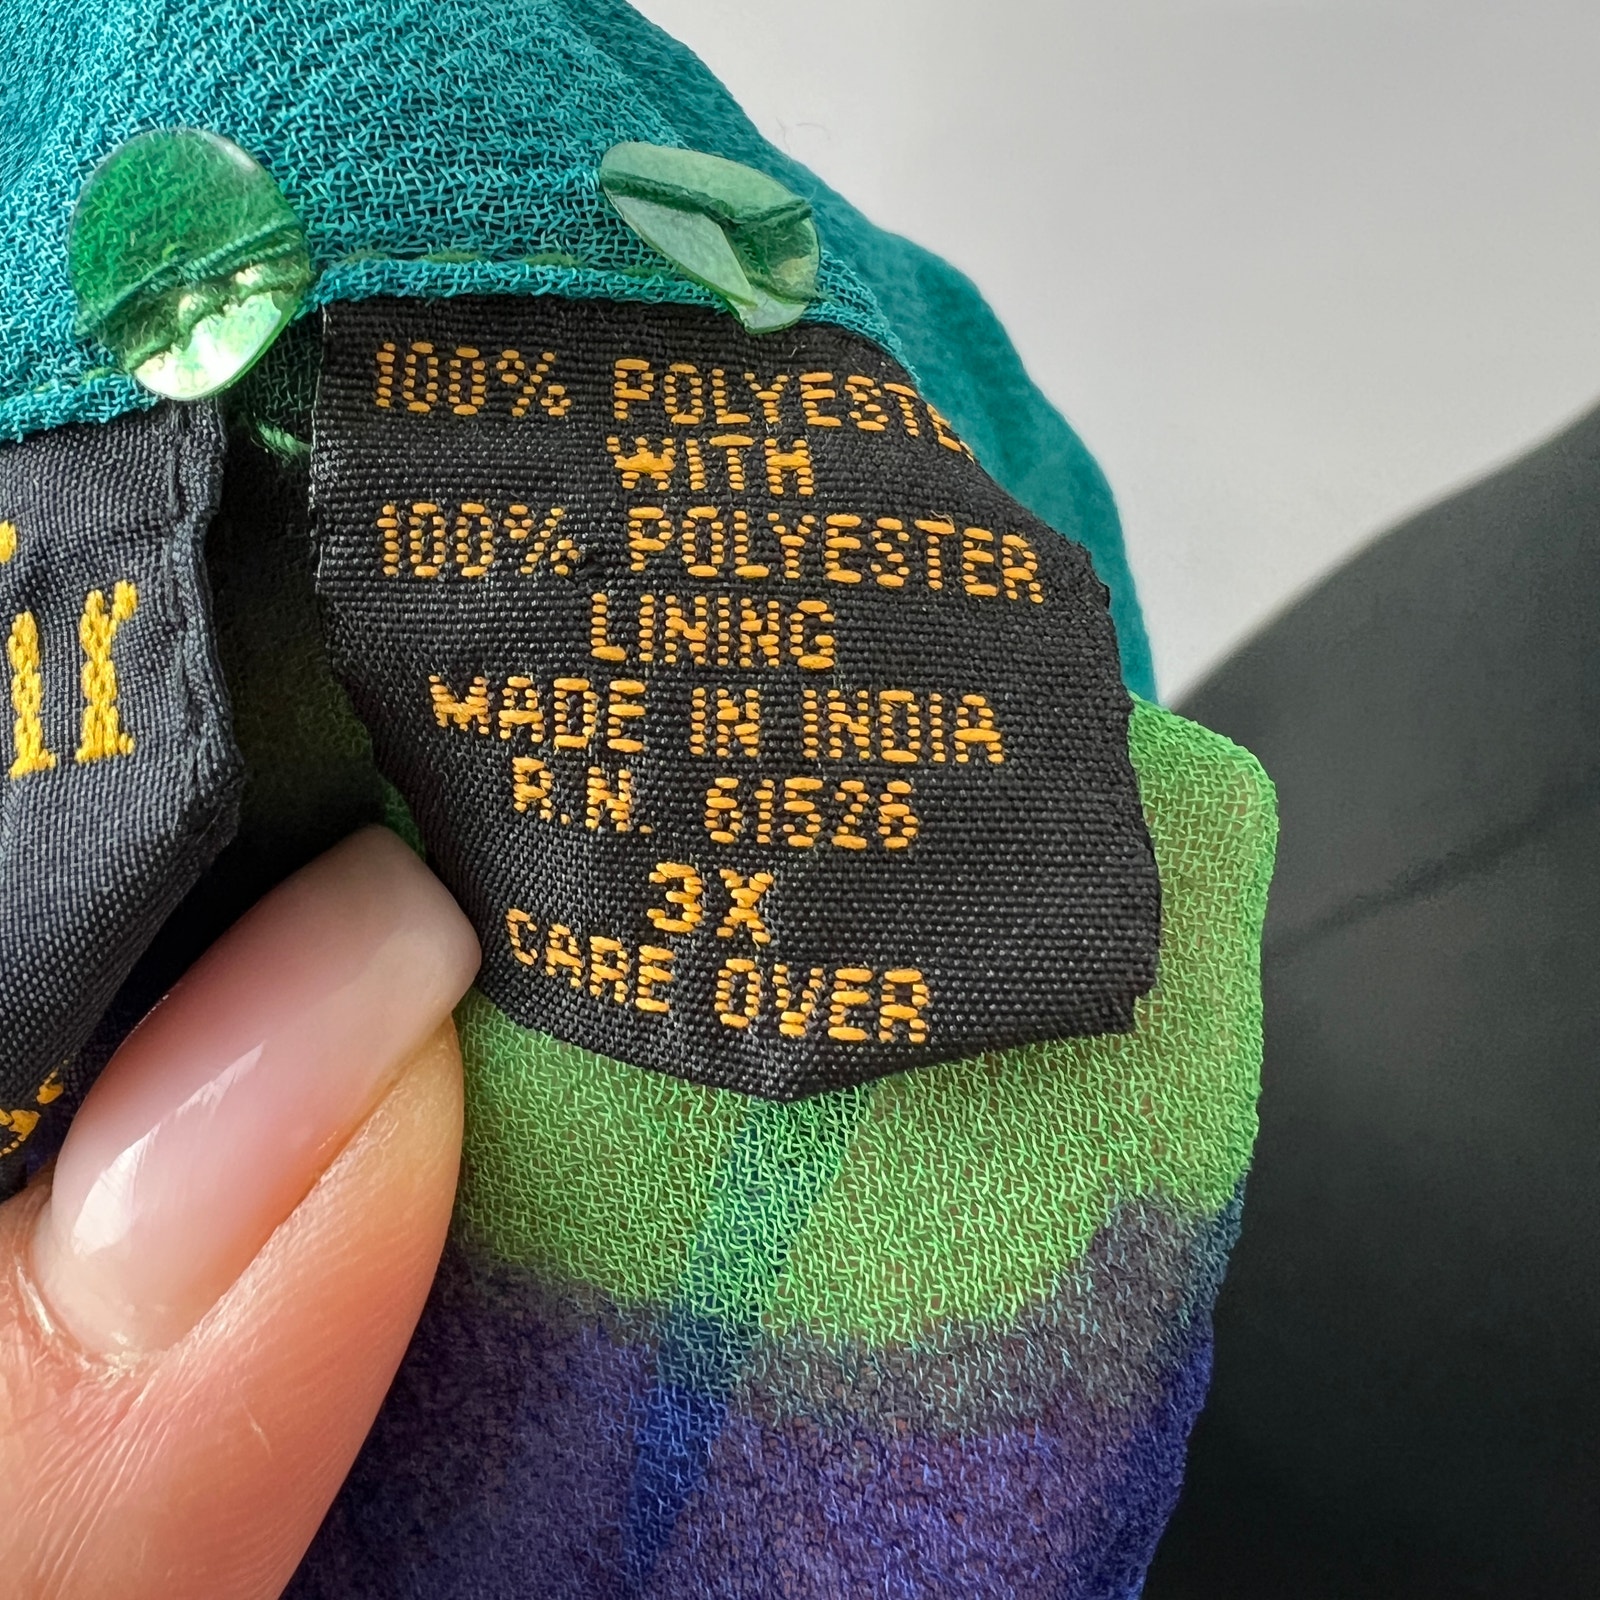 100% POLYESTER
WITH
100% POLYESTER
LINING
MADE IN INDIA
R.N. 61526
3X
CARE OVER